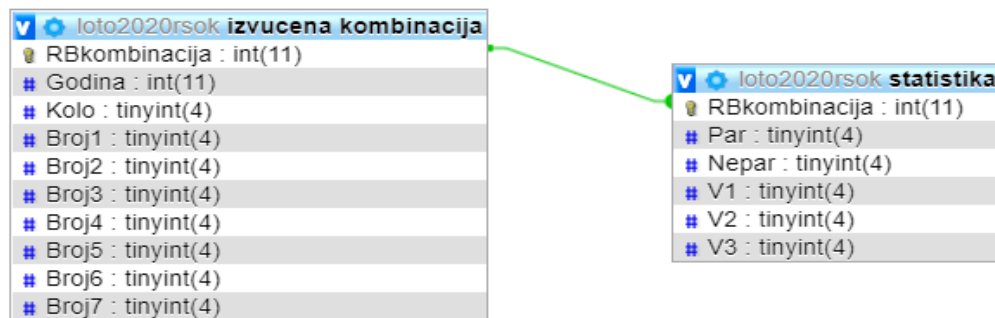 v loto2020rsok izvucena kombinacija
RBkombinacija : int(11)
# Godina : int(11)
# Kolo : tinyint(4)
# Broj1 : tinyint(4)
# Broj2 : tinyint(4)
# Broj3 : tinyint(4)
# Broj4 : tinyint(4)
# Broj5 : tinyint(4)
# Broj6 : tinyint(4)
# Broj7 : tinyint(4)
v loto2020rsok statistika
RBkombinacija : int(11)
# Par : tinyint(4)
# Nepar : tinyint(4)
# V1 : tinyint(4)
# V2 : tinyint(4)
# V3 : tinyint(4)